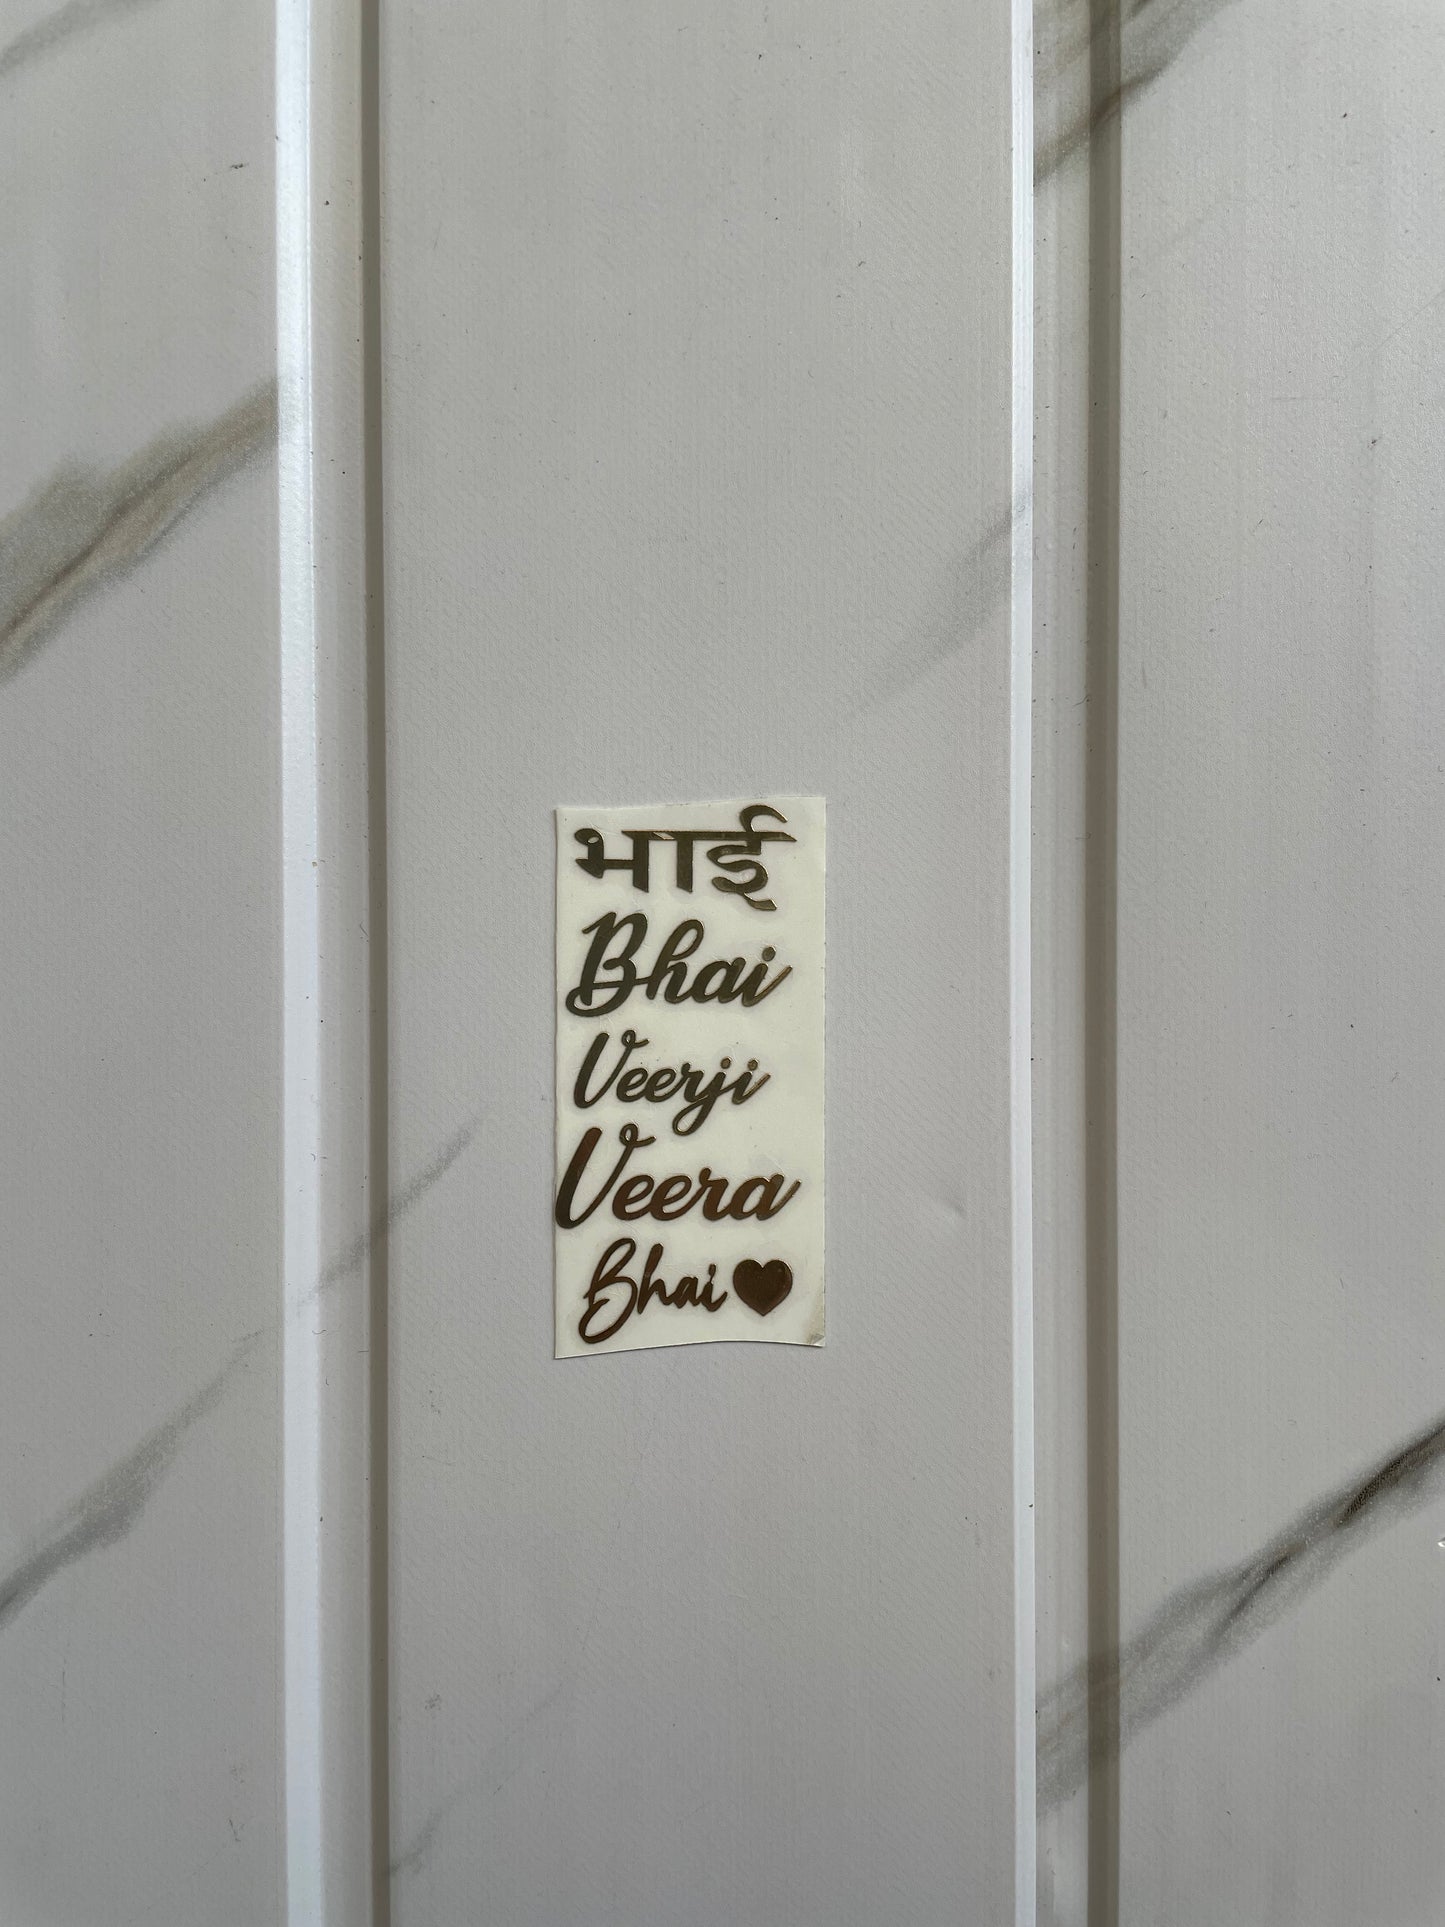 भाई
Bhai
Veerji
Veera
Bhai♥